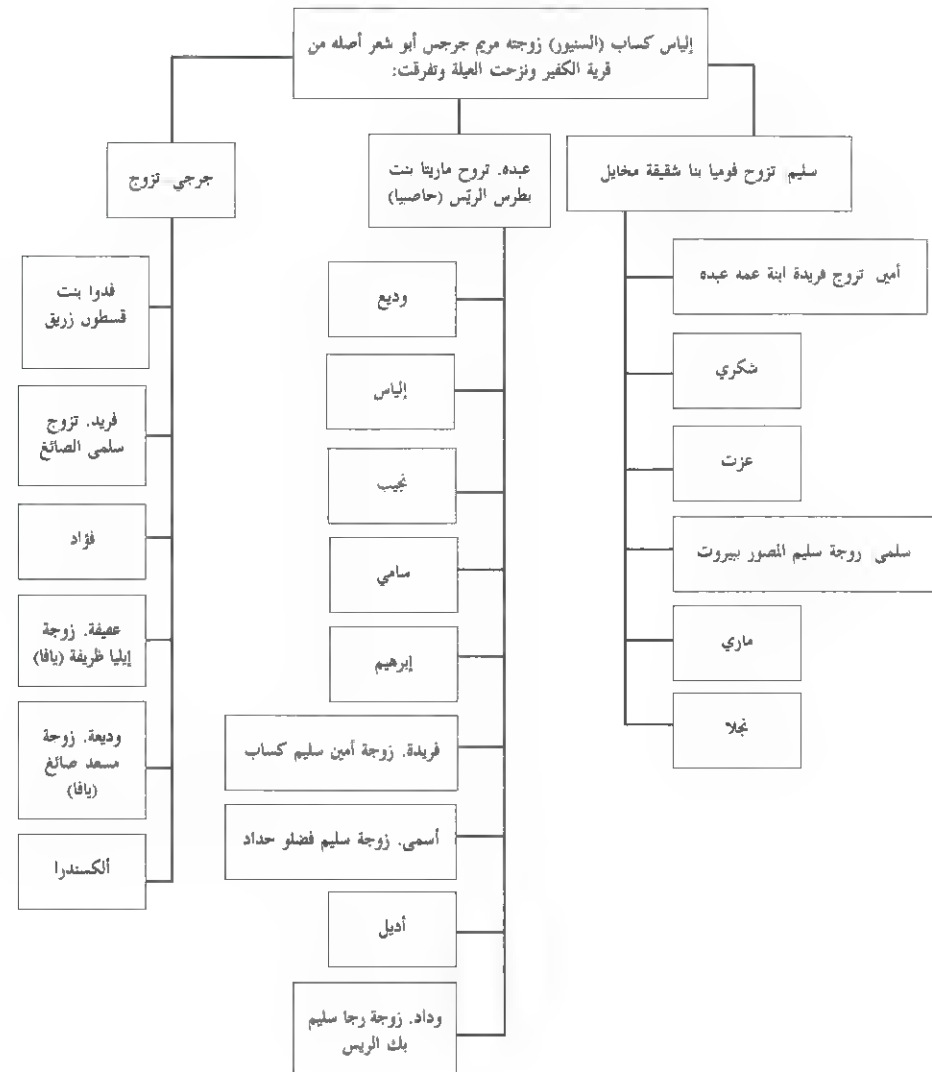 إلياس كساب (السنيور) زوجته مريم جرجس أبو شعر أصله من
قرية الكفير ونزحت العيلة وتفرقت:
سليم تزوج فوميا بنا شقيقة مخايل
أمين تزوج فريدة ابنة عمه عبده
شكري
عزت
سلمى زوجة سليم المصور ببيروت
ماري
نجلا
عبده. تزوج ماريتا بنت
بطرس الريّس (حاصبيا)
وديع
إلياس
نجيب
سامي
إبرهيم
فريدة. زوجة أمين سليم كساب
أسمى. زوجة سليم فضلو حداد
أديل
وداد. زوجة رجا سليم
بك الريس
جرجي تزوج
فدوا بنت
قسطون زريق
فريد. تزوج
سلمى الصائغ
فؤاد
عفيفة. زوجة
إيليا ظريفة (يافا)
وديعة. زوجة
مسعد صائغ
(يافا)
ألكسندرا